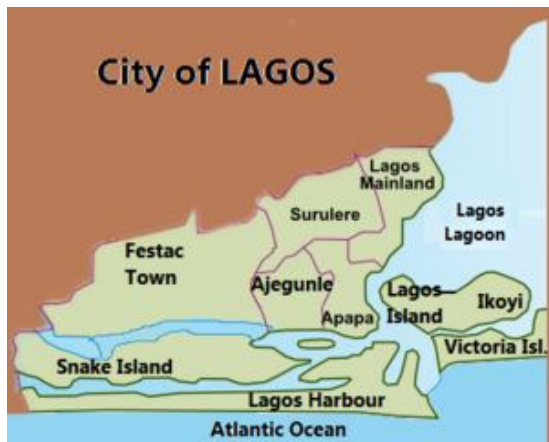 City of LAGOS
Lagos
Mainland
Surulere
Lagos
Lagoon
Festac
Town
Ajegunle
Apapa
Lagos
Island
Ikoyi
Victoria Isl.
Snake Island
Lagos Harbour
Atlantic Ocean